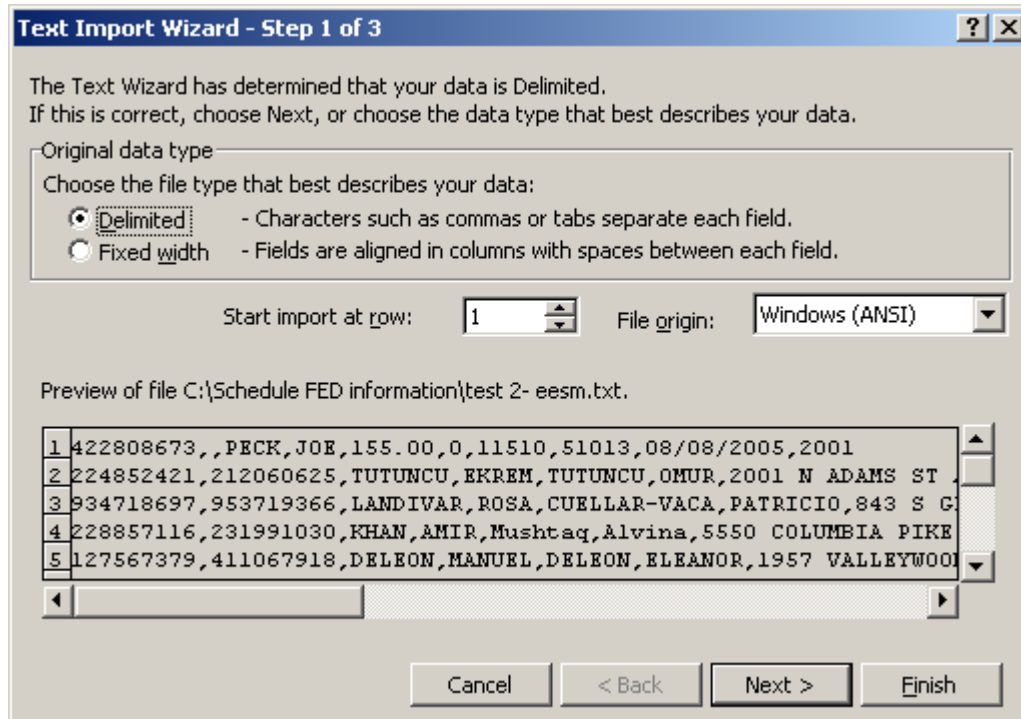 Text Import Wizard - Step 1 of 3
The Text Wizard has determined that your data is Delimited.
If this is correct, choose Next, or choose the data type that best describes your data.
Original data type
Choose the file type that best describes your data:
Delimited - Characters such as commas or tabs separate each field.
Fixed width - Fields are aligned in columns with spaces between each field.
Start import at row: 1 File origin: Windows (ANSI)
Preview of file C:\Schedule FED information\test 2- eesm.txt.
1 422808673,,PECK,JOE,155.00,0,11510,51013,08/08/2005,2001
2 224852421,212060625,TUTUNCU,EKREM,TUTUNCU,OMUR,2001 N ADAMS ST
3 934718697,953719366,LANDIVAR,ROSA,CUELLAR-VACA,PATRICIO,843 S
4 228857116,231991030,KHAN,AMIR,Mushtaq,Alvina,5550 COLUMBIA PIKE
5 127567379,411067918,DELEON,MANUEL,DELEON,ELEANOR,1957 VALLEYWOO
Cancel < Back Next > Finish